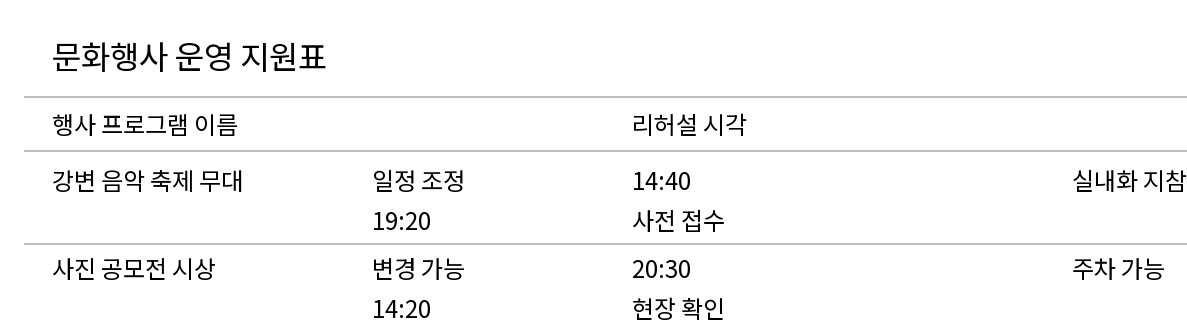 문화행사 운영 지원표
행사 프로그램 이름 리허설 시각
강변 음악 축제 무대 일정 조정 14:40 실내화 지참
19:20 사전 접수
사진 공모전 시상 변경 가능 20:30 주차 가능
14:20 현장 확인